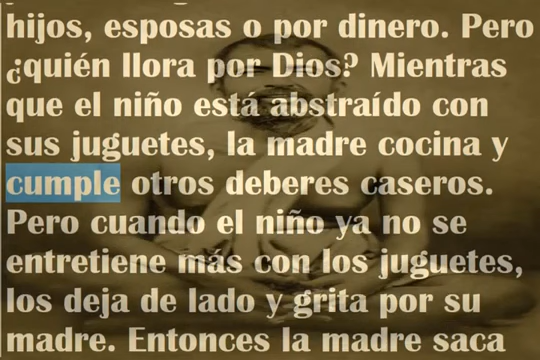 hijos, esposas o por dinero. Pero
¿quién llora por Dios? Mientras
que el niño está abstraído con
sus juguetes, la madre cocina y
cumple otros deberes caseros.
Pero cuando el niño ya no se
entretiene más con los juguetes,
los deja de lado y grita por su
madre. Entonces la madre saca